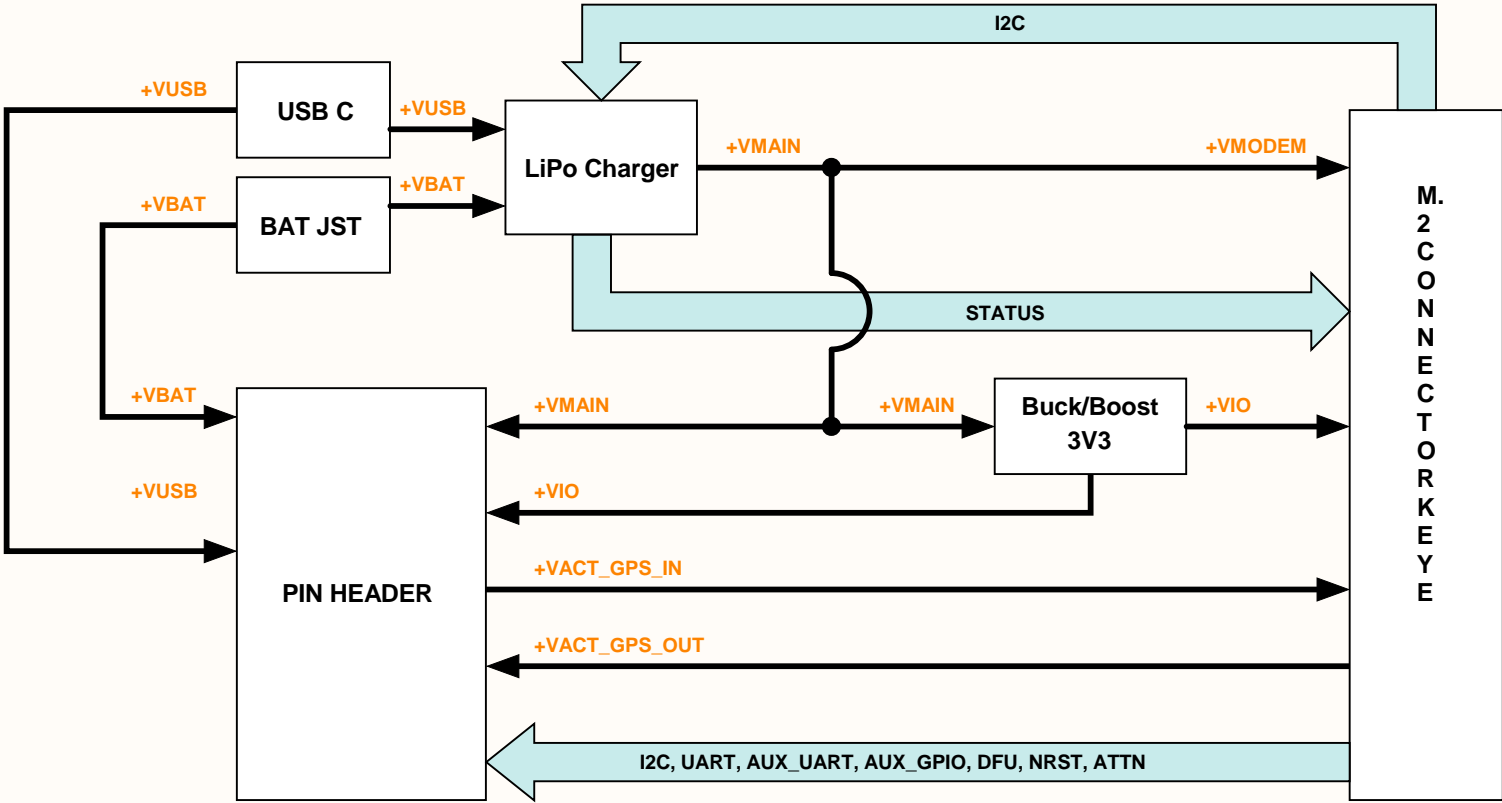 I2C
+VUSB
USB C
+VUSB
+VMAIN
+VMODEM
LiPo Charger
+VBAT
+VBAT
BAT JST
M.
2
C
O
N
N
E
C
T
O
R
K
E
Y
E
STATUS
+VBAT
+VMAIN
+VMAIN
Buck/Boost
3V3
+VIO
+VUSB
+VIO
+VACT_GPS_IN
PIN HEADER
+VACT_GPS_OUT
I2C, UART, AUX_UART, AUX_GPIO, DFU, NRST, ATTN